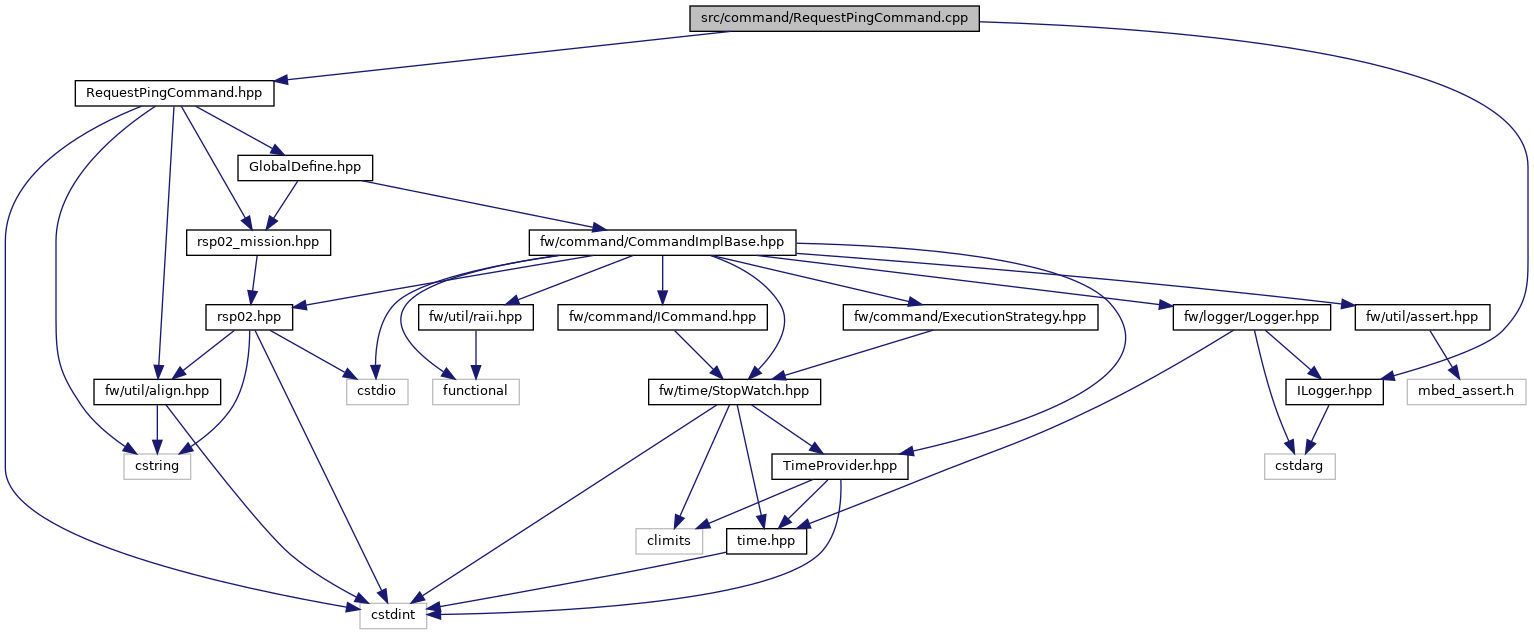 src/command/RequestPingCommand.cpp
RequestPingCommand.hpp
GlobalDefine.hpp
rsp02_mission.hpp
fw/command/CommandImplBase.hpp
rsp02.hpp
fw/util/raii.hpp
fw/command/ICommand.hpp
fw/command/ExecutionStrategy.hpp
fw/logger/Logger.hpp
fw/util/assert.hpp
fw/util/align.hpp
cstdio
functional
fw/time/StopWatch.hpp
ILogger.hpp
mbed_assert.h
cstring
TimeProvider.hpp
cstdarg
climits
time.hpp
cstdint